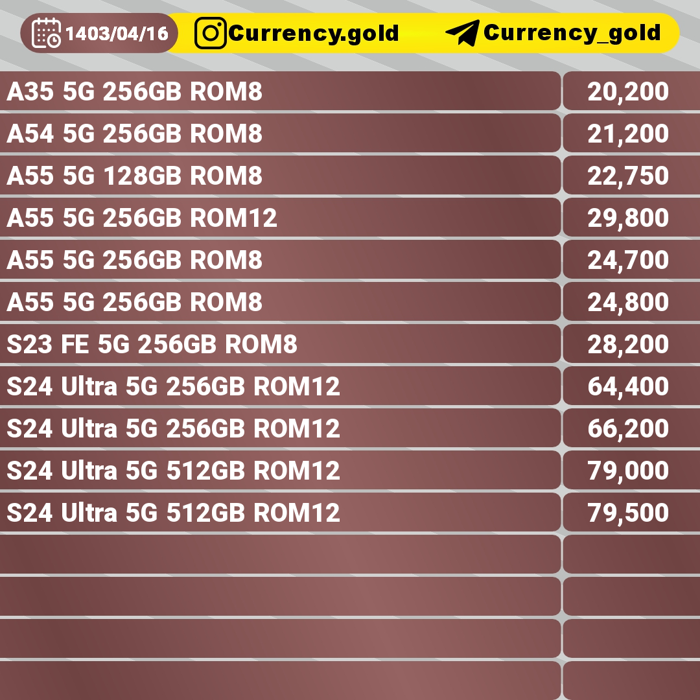 1403/04/16 Currency.gold Currency_gold
A35 5G 256GB ROM8 20,200
A54 5G 256GB ROM8 21,200
A55 5G 128GB ROM8 22,750
A55 5G 256GB ROM12 29,800
A55 5G 256GB ROM8 24,700
A55 5G 256GB ROM8 24,800
S23 FE 5G 256GB ROM8 28,200
S24 Ultra 5G 256GB ROM12 64,400
S24 Ultra 5G 256GB ROM12 66,200
S24 Ultra 5G 512GB ROM12 79,000
S24 Ultra 5G 512GB ROM12 79,500